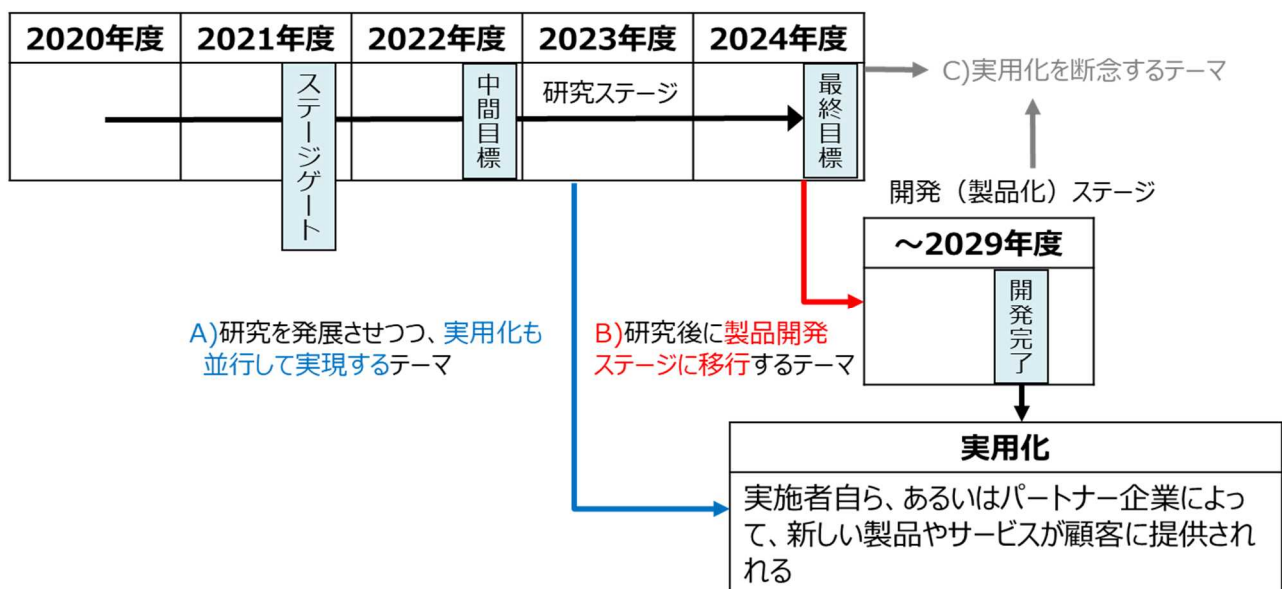 2020年度 2021年度 2022年度 2023年度 2024年度
ステージゲート
中間目標
研究ステージ
最終目標
C)実用化を断念するテーマ
開発（製品化）ステージ
～2029年度
開発完了
A)研究を発展させつつ、実用化も
並行して実現するテーマ
B)研究後に製品開発
ステージに移行するテーマ
実用化
実施者自ら、あるいはパートナー企業によっ
て、新しい製品やサービスが顧客に提供され
れる